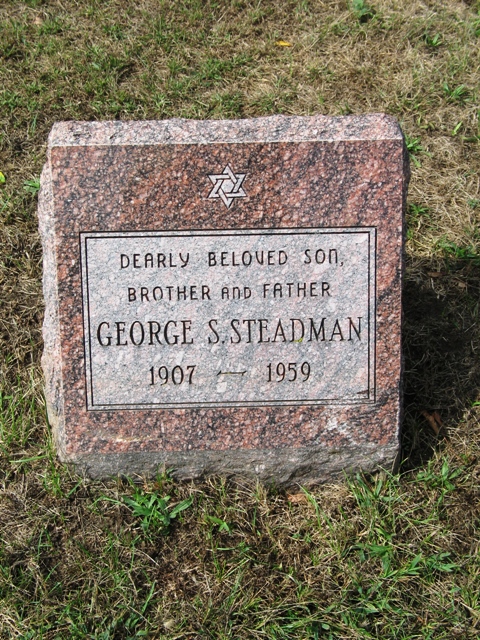 DEARLY BELOVED SON,
BROTHER AND FATHER
GEORGE S. STEADMAN
1907 — 1959